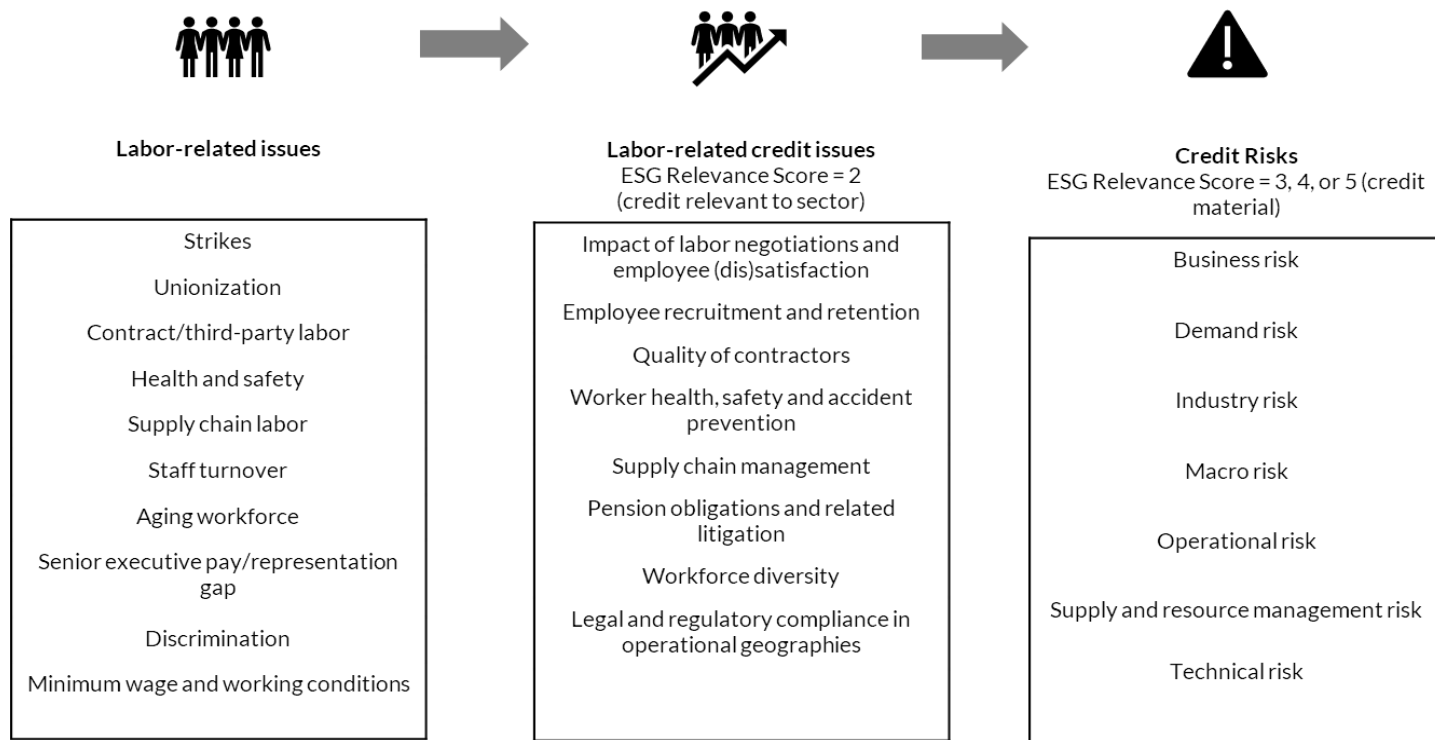 Labor-related issues
Strikes
Unionization
Contract/third-party labor
Health and safety
Supply chain labor
Staff turnover
Aging workforce
Senior executive pay/representation
gap
Discrimination
Minimum wage and working conditions
Labor-related credit issues
ESG Relevance Score = 2
(credit relevant to sector)
Impact of labor negotiations and
employee (dis)satisfaction
Employee recruitment and retention
Quality of contractors
Worker health, safety and accident
prevention
Supply chain management
Pension obligations and related
litigation
Workforce diversity
Legal and regulatory compliance in
operational geographies
Credit Risks
ESG Relevance Score = 3, 4, or 5 (credit
material)
Business risk
Demand risk
Industry risk
Macro risk
Operational risk
Supply and resource management risk
Technical risk